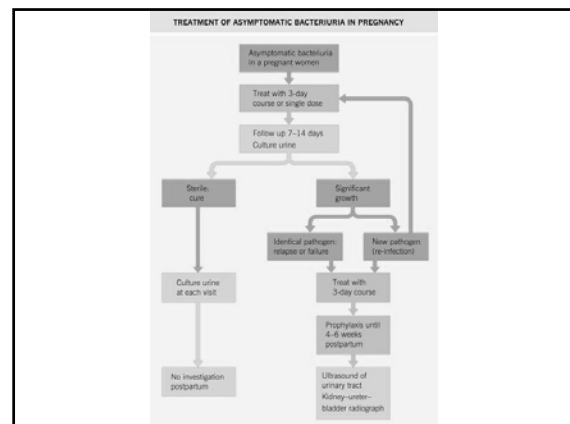 TREATMENT OF ASYMPTOMATIC BACTERIURIA IN PREGNANCY
Asymptomatic bacteriuria
in a pregnant women
Treat with 3-day
course or single dose
Follow up 7–14 days
Culture urine
Sterile:
cure
Significant
growth
Identical pathogen:
relapse or failure
New pathogen
(re-infection)
Culture urine
at each visit
Treat with
3-day course
Prophylaxis until
4–6 weeks
postpartum
No investigation
postpartum
Ultrasound of
urinary tract
Kidney–ureter–
bladder radiograph